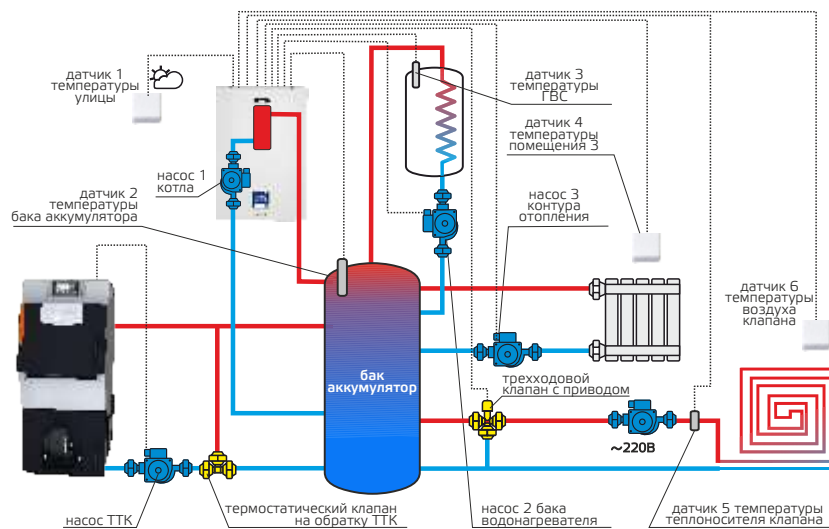 датчик 1
температуры
улицы
датчик 3
температуры
ГВС
датчик 4
температуры
помещения 3
насос 1
котла
датчик 2
температуры
бака аккумулятора
насос 3
контура
отопления
датчик 6
температуры
воздуха
клапана
бак
аккумулятор
трехходовой
клапан с приводом
~220В
насос ТТК
термостатический клапан
на обратку ТТК
насос 2 бака
водонагревателя
датчик 5 температуры
теплоносителя клапана